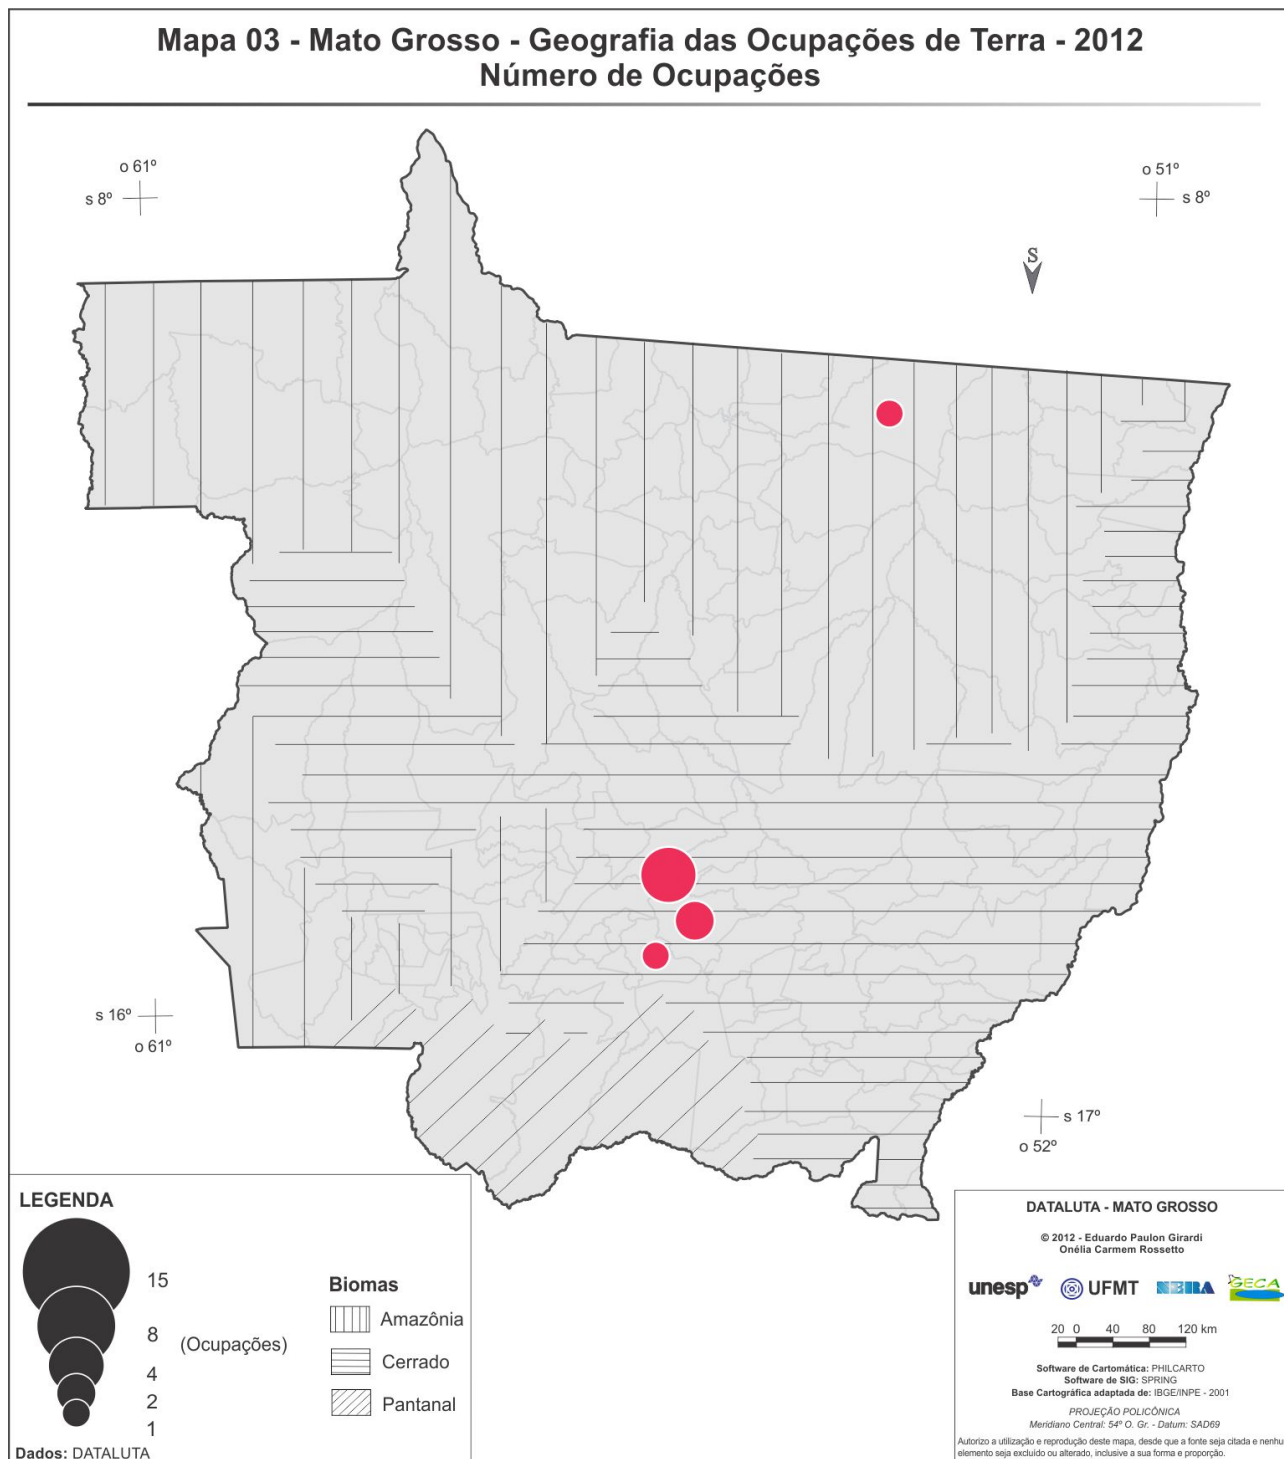 Mapa 03 - Mato Grosso - Geografia das Ocupações de Terra - 2012
Número de Ocupações
o 61º
s 8º
o 51º
s 8º
S
s 16º
o 61º
s 17º
o 52º
LEGENDA
15
8
4
2
1
(Ocupações)
Biomas
Amazônia
Cerrado
Pantanal
Dados: DATALUTA
DATALUTA - MATO GROSSO
© 2012 - Eduardo Paulon Girardi
Onélia Carmem Rossetto
unesp
UFMT
NERA
GECA
20 0 40 80 120 km
Software de Cartomática: PHILCARTO
Software de SIG: SPRING
Base Cartográfica adaptada de: IBGE/INPE - 2001
PROJEÇÃO POLICÔNICA
Meridiano Central: 54º O. Gr. - Datum: SAD69
Autorizo a utilização e reprodução deste mapa, desde que a fonte seja citada e nenhu
elemento seja excluído ou alterado, inclusive a sua forma e proporção.